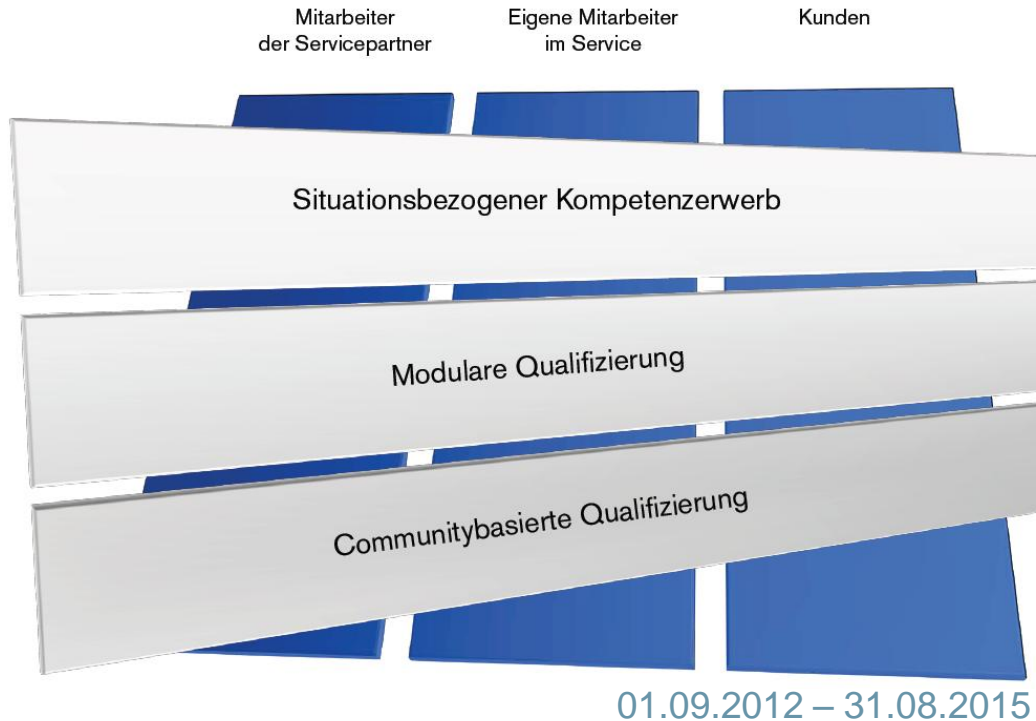 Mitarbeiter
der Servicepartner
Eigene Mitarbeiter
im Service
Kunden
Situationsbezogener Kompetenzerwerb
Modulare Qualifizierung
Communitybasierte Qualifizierung
01.09.2012 – 31.08.2015